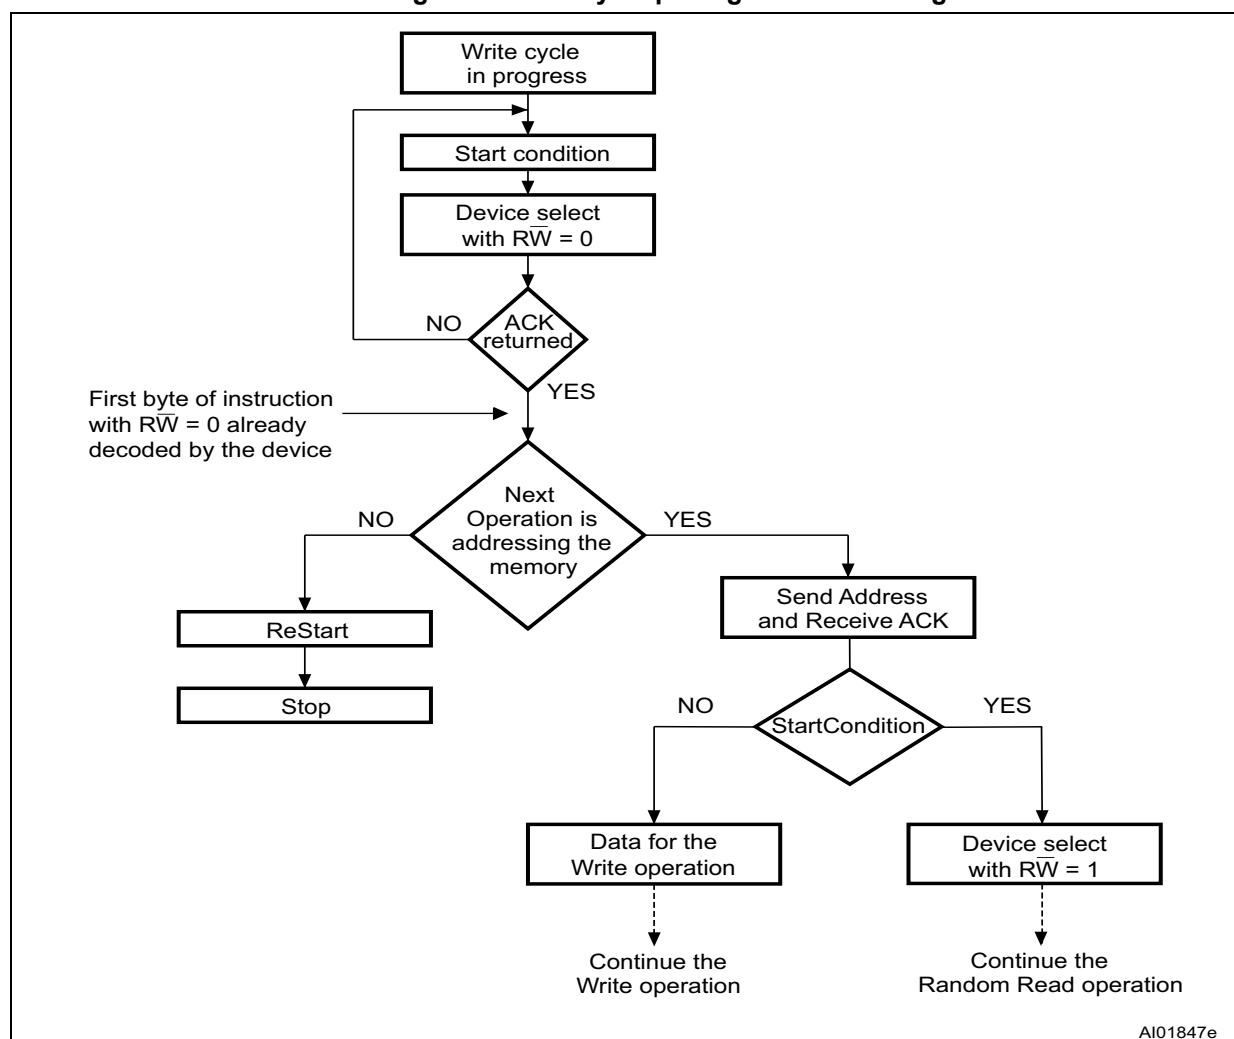 Write cycle
in progress
Start condition
Device select
with RW̅ = 0
NO
ACK
returned
YES
First byte of instruction
with RW̅ = 0 already
decoded by the device
NO
Next
Operation is
addressing the
memory
YES
ReStart
Stop
Send Address
and Receive ACK
NO
StartCondition
YES
Data for the
Write operation
Device select
with RW̅ = 1
Continue the
Write operation
Continue the
Random Read operation
AI01847e